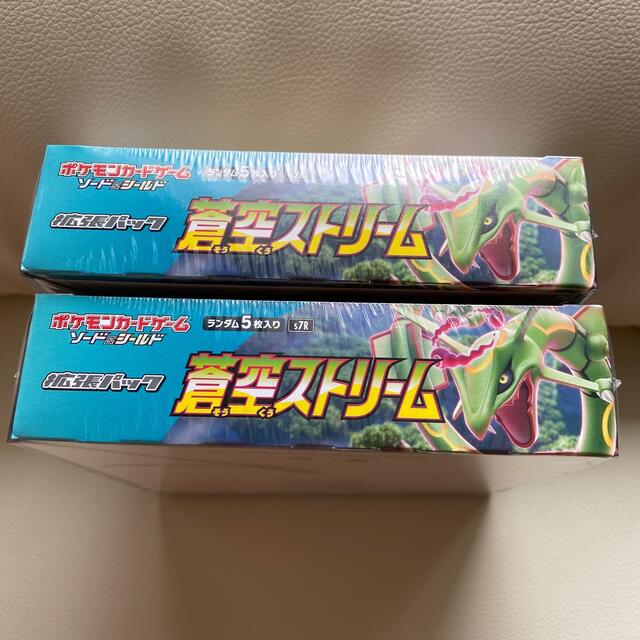 ポケモンカードゲーム
ソード&シールド
ランダム5枚入り s7R
拡張パック
蒼空ストリーム
そう くう
ポケモンカードゲーム
ソード&シールド
ランダム5枚入り s7R
拡張パック
蒼空ストリーム
そう くう